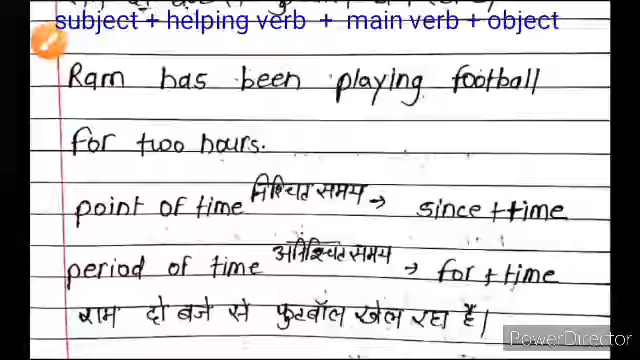 subject + helping verb + main verb + object
Ram has been playing football
for two hours.
point of time निश्चित समय → since + time
period of time अनिश्चित समय → for + time
राम दो बजे से फुटबॉल खेल रहा है।
PowerDirector